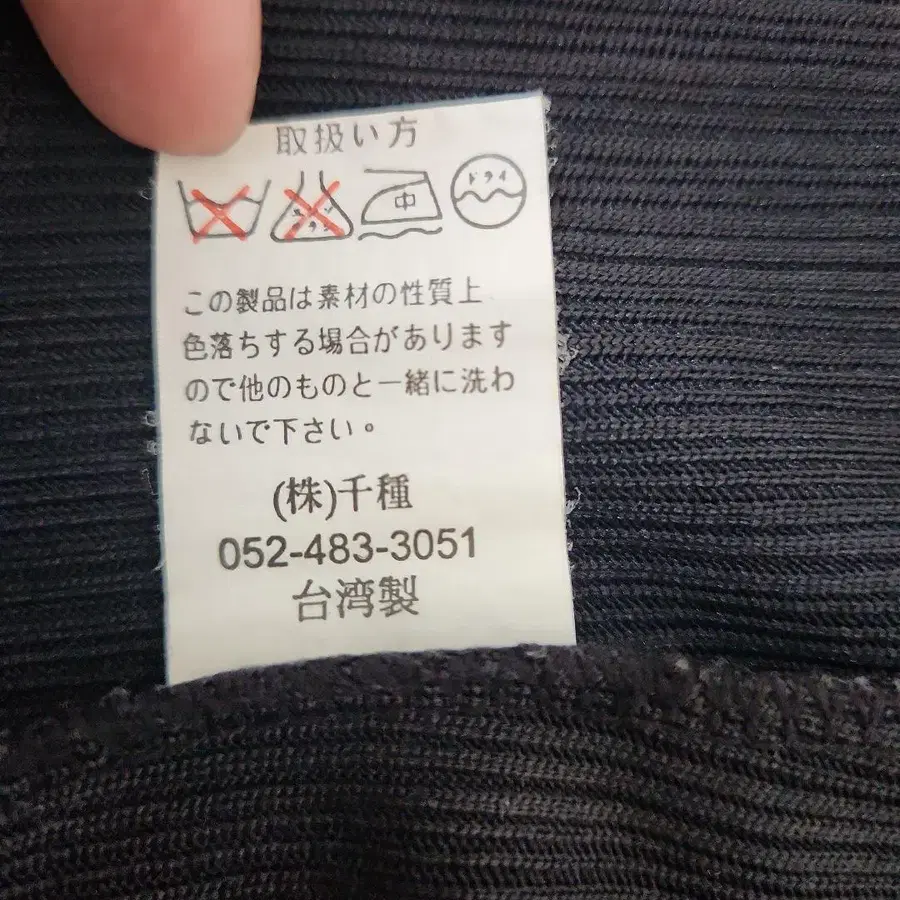 取扱い方
中 ドライ
この製品は素材の性質上
色落ちする場合があります
ので他のものと一緒に洗わ
ないで下さい。
(株)千種
052-483-3051
台湾製